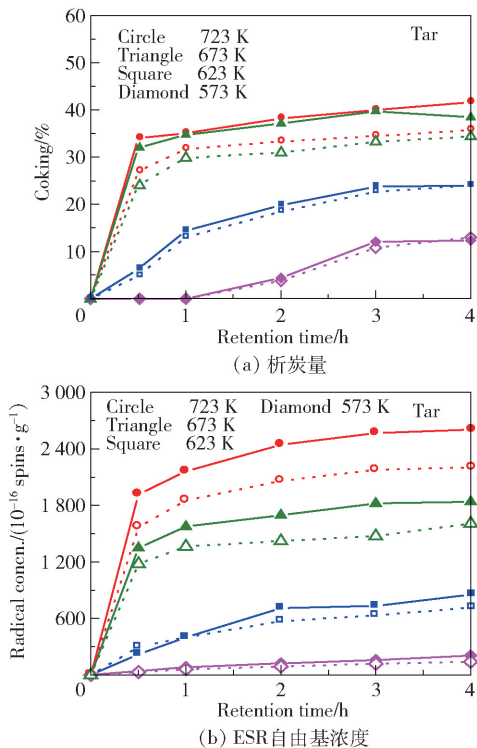 60
50
40
30
20
10
0
Coking/%
Circle 723 K
Triangle 673 K
Square 623 K
Diamond 573 K
Tar
0 1 2 3 4
Retention time/h
(a) 析炭量
3 000
2 400
1 800
1 200
600
0
Radical concn./(10⁻¹⁶ spins·g⁻¹)
Circle 723 K Diamond 573 K
Triangle 673 K
Square 623 K
Tar
1 2 3 4
Retention time/h
(b) ESR自由基浓度